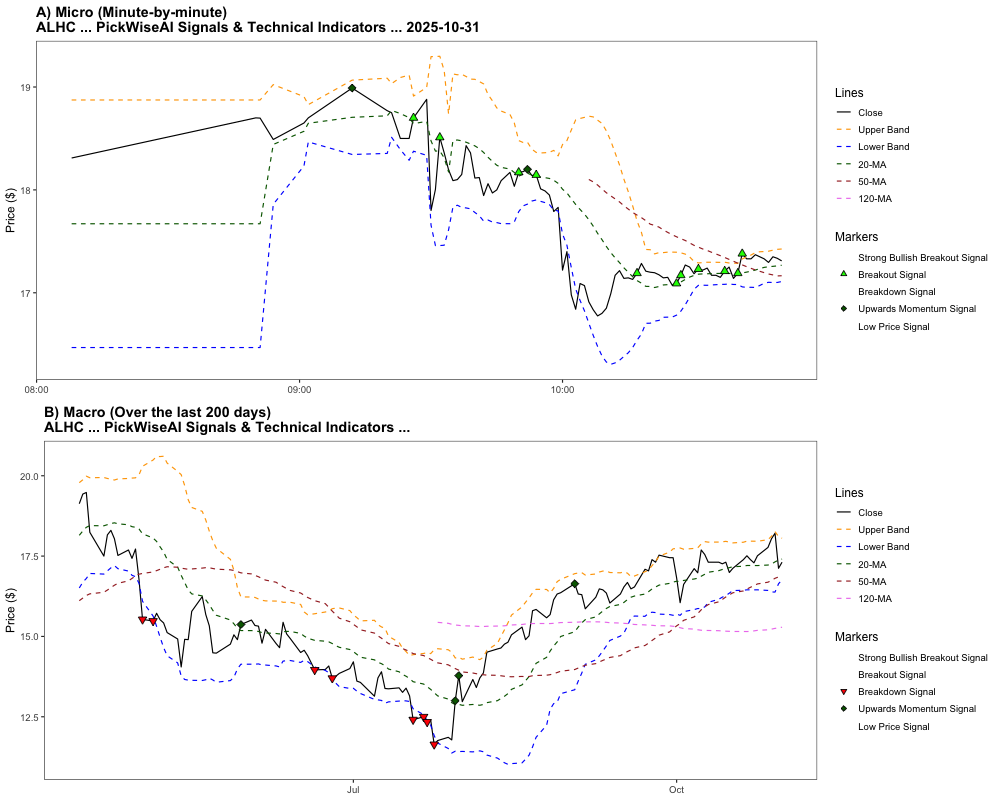 A) Micro (Minute-by-minute)
ALHC ... PickWiseAI Signals & Technical Indicators ... 2025-10-31
Price ($)
19
18
17
08:00
09:00
10:00
Lines
Close
Upper Band
Lower Band
20-MA
50-MA
120-MA
Markers
Strong Bullish Breakout Signal
Breakout Signal
Breakdown Signal
Upwards Momentum Signal
Low Price Signal
B) Macro (Over the last 200 days)
ALHC ... PickWiseAI Signals & Technical Indicators ...
Price ($)
20.0
17.5
15.0
12.5
Jul
Oct
Lines
Close
Upper Band
Lower Band
20-MA
50-MA
120-MA
Markers
Strong Bullish Breakout Signal
Breakout Signal
Breakdown Signal
Upwards Momentum Signal
Low Price Signal